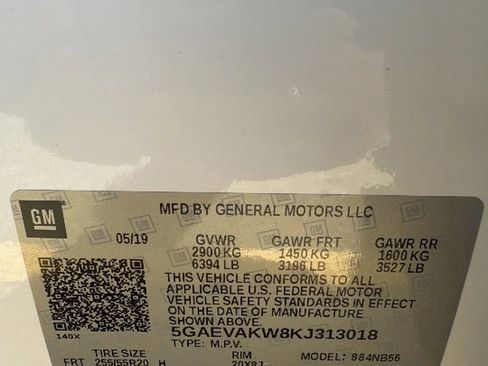 GM
MFD BY GENERAL MOTORS LLC
05/19 GVWR GAWR FRT GAWR RR
2900 KG 1450 KG 1600 KG
6394 LB 3196 LB 3527 LB
THIS VEHICLE CONFORMS TO ALL
APPLICABLE U.S. FEDERAL MOTOR
VEHICLE SAFETY STANDARDS IN EFFECT
ON THE DATE OF MANUFACTURE
SHOWN ABOVE.
5GAEVAKW8KJ313018
140X TYPE: M.P.V. MODEL: 884NB56
TIRE SIZE RIM
FRT 255/55R20 H 20X8J